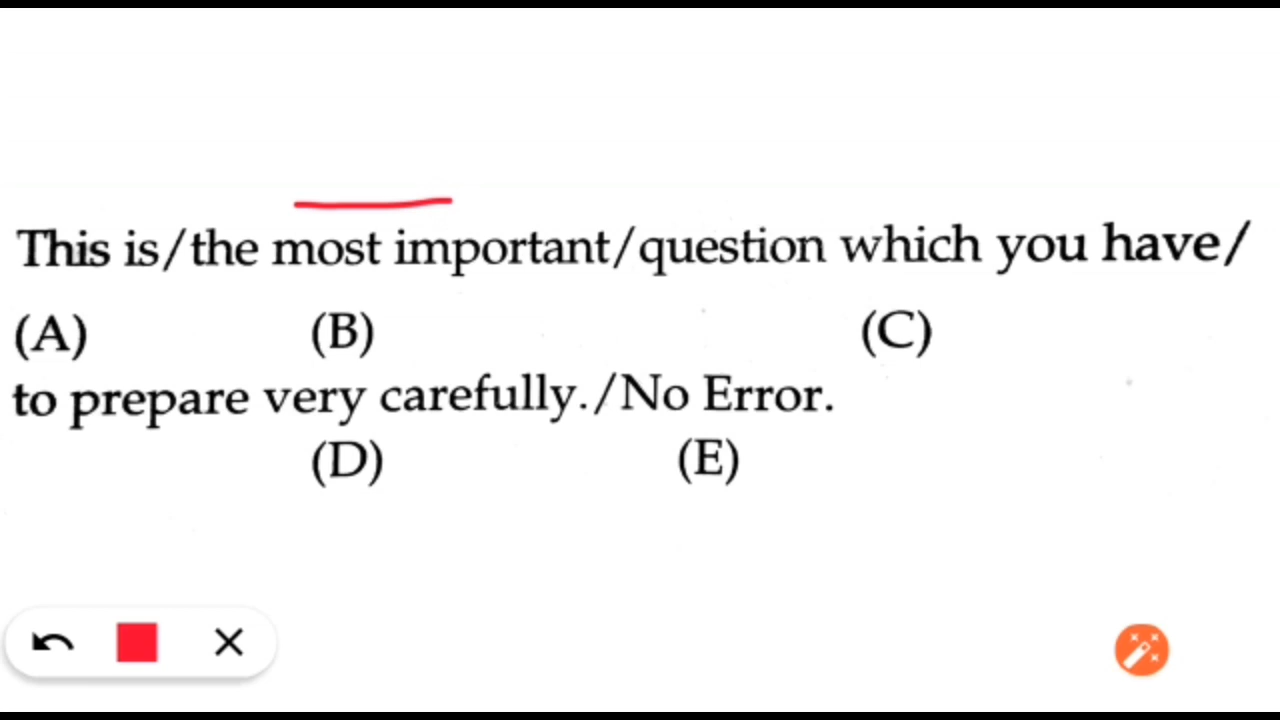 This is/the most important/question which you have/
(A) (B) (C)
to prepare very carefully./No Error.
(D) (E)